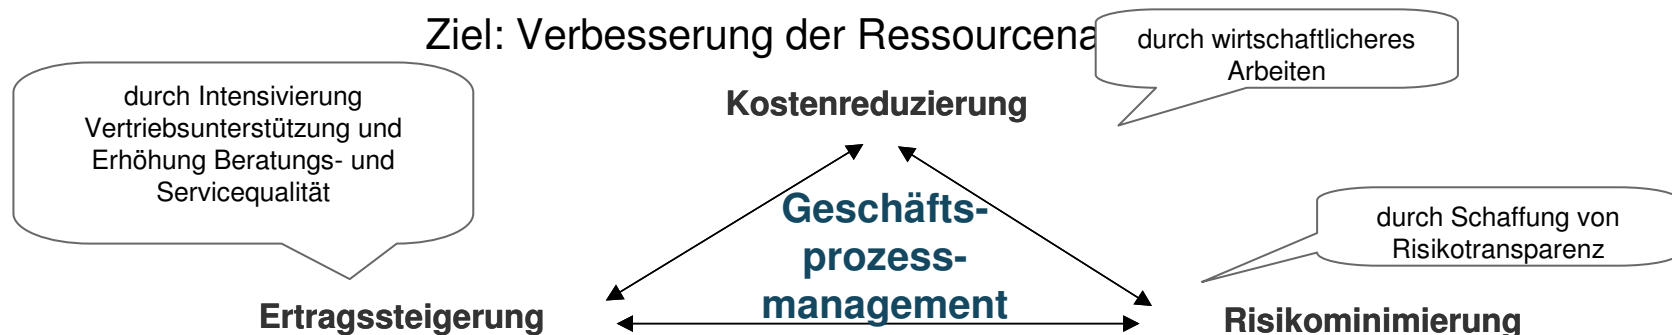 Ziel: Verbesserung der
durch wirtschaftlicheres
Arbeiten
durch Intensivierung
Vertriebsunterstützung und
Erhöhung Beratungs- und
Servicequalität
Kostenreduzierung
Geschäfts-
prozess-
management
durch Schaffung von
Risikotransparenz
Ertragssteigerung
Risikominimierung